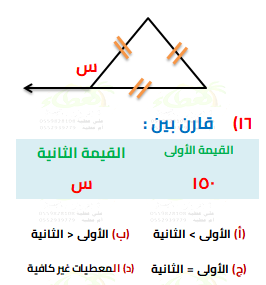 س
١٦) قارن بين :
القيمة الأولى القيمة الثانية
١٥٠ س
(أ) الأولى > الثانية (ب) الأولى < الثانية
(ج) الأولى = الثانية (د) المعطيات غير كافية